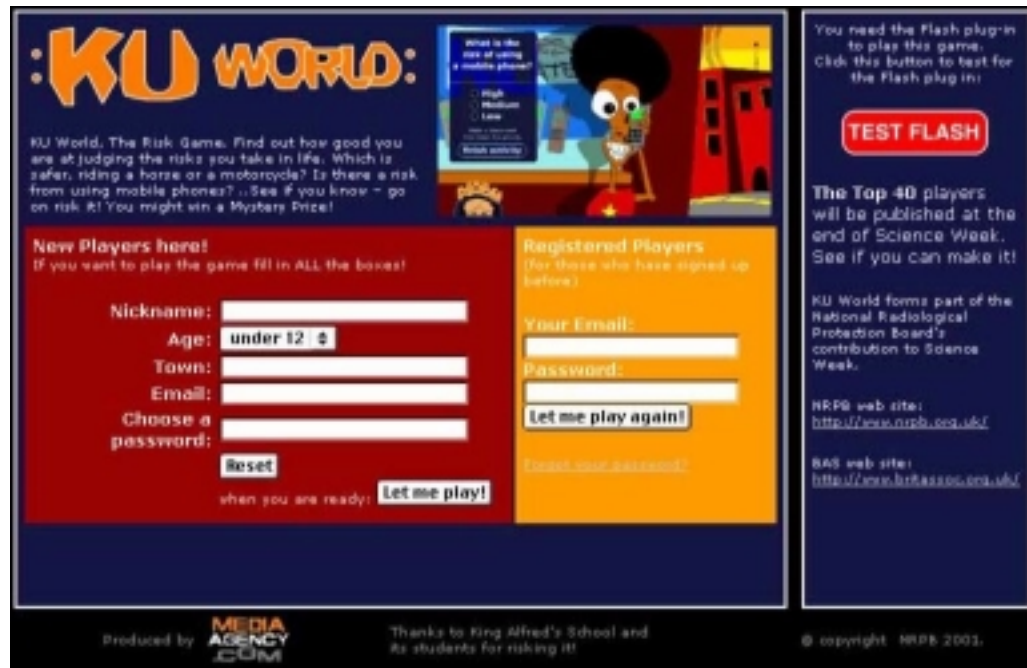 :KU WORLD:
KU World, The Risk Game. Find out how good you
are at judging the risks you take in life. Which is
safer, riding a horse or a motorcycle? Is there a risk
from using mobile phones? ..See if you know - go
on risk it! You might win a Mystery Prize!
What is the
risk of using
a mobile phone?
High
Medium
Low
New Players here!
If you want to play the game fill in ALL the boxes!
Nickname:
Age: under 12
Town:
Email:
Choose a
password:
Reset
when you are ready: Let me play!
Registered Players
(for those who have signed up
before)
Your Email:
Password:
Let me play again!
Forgot your password?
You need the Flash plug-in
to play this game.
Click this button to test for
the Flash plug in:
TEST FLASH
The Top 40 players
will be published at the
end of Science Week.
See if you can make it!
KU World forms part of the
National Radiological
Protection Board's
contribution to Science
Week.
NRPB web site:
http://www.nrpb.org.uk/
BAS web site:
http://www.britassoc.org.uk/
Produced by MEDIA
AGENCY
.COM
Thanks to King Alfred's School and
its students for risking it!
© copyright NRPB 2001.